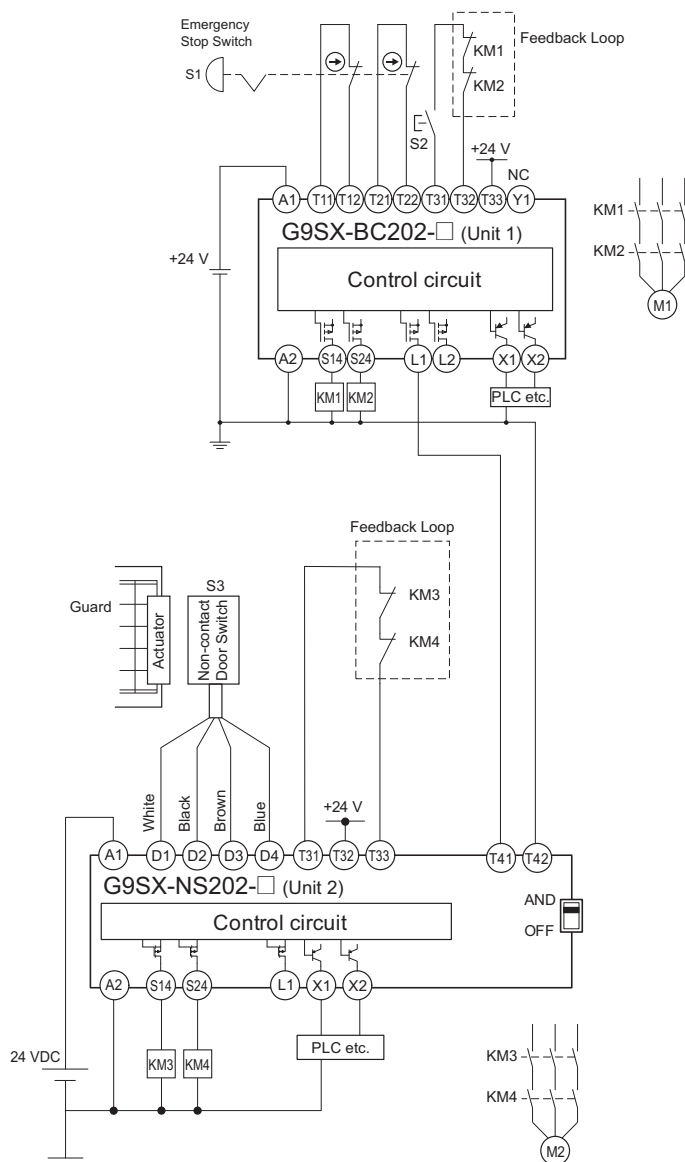 Emergency
Stop Switch
S1
Feedback Loop
KM1
KM2
S2
+24 V
NC
A1
T11
T12
T21
T22
T31
T32
T33
Y1
G9SX-BC202-□ (Unit 1)
+24 V
Control circuit
A2
S14
S24
L1
L2
X1
X2
KM1
KM2
PLC etc.
KM1
KM2
M1
Feedback Loop
KM3
KM4
S3
Guard
Actuator
Non-contact
Door Switch
White
Black
Brown
Blue
+24 V
A1
D1
D2
D3
D4
T31
T32
T33
T41
T42
G9SX-NS202-□ (Unit 2)
AND
OFF
Control circuit
A2
S14
S24
L1
X1
X2
24 VDC
KM3
KM4
PLC etc.
KM3
KM4
M2